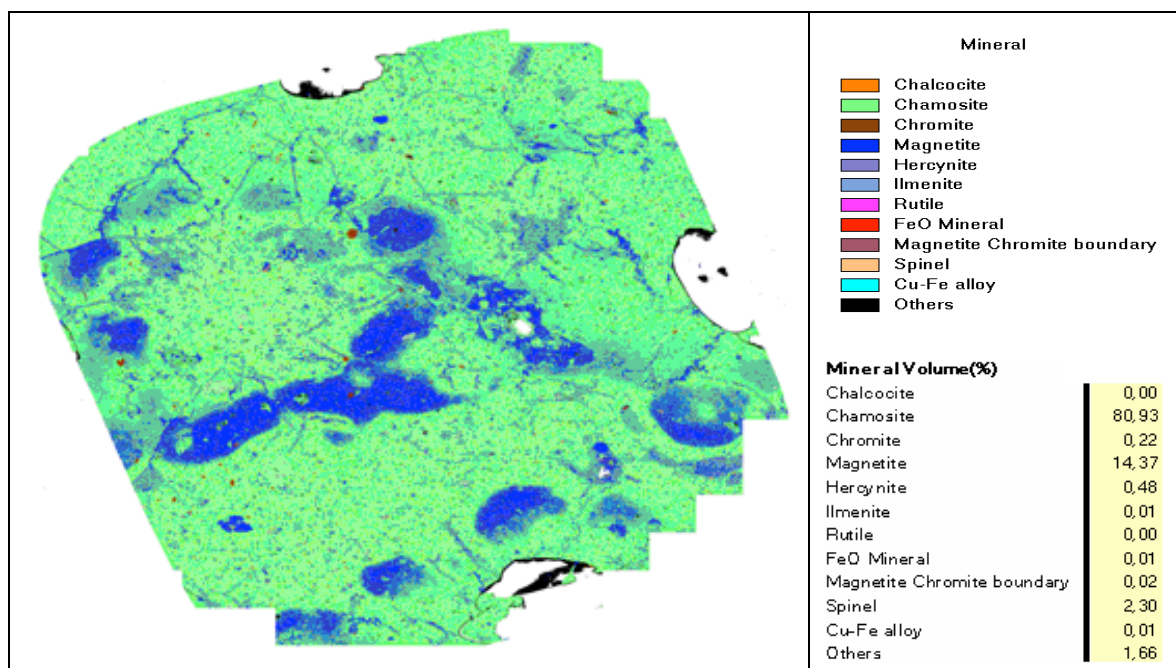 Mineral
Chalcocite
Chamosite
Chromite
Magnetite
Hercynite
Ilmenite
Rutile
FeO Mineral
Magnetite Chromite boundary
Spinel
Cu-Fe alloy
Others
Mineral Volume(%)
Chalcocite 0,00
Chamosite 80,93
Chromite 0,22
Magnetite 14,37
Hercynite 0,48
Ilmenite 0,01
Rutile 0,00
FeO Mineral 0,01
Magnetite Chromite boundary 0,02
Spinel 2,30
Cu-Fe alloy 0,01
Others 1,66